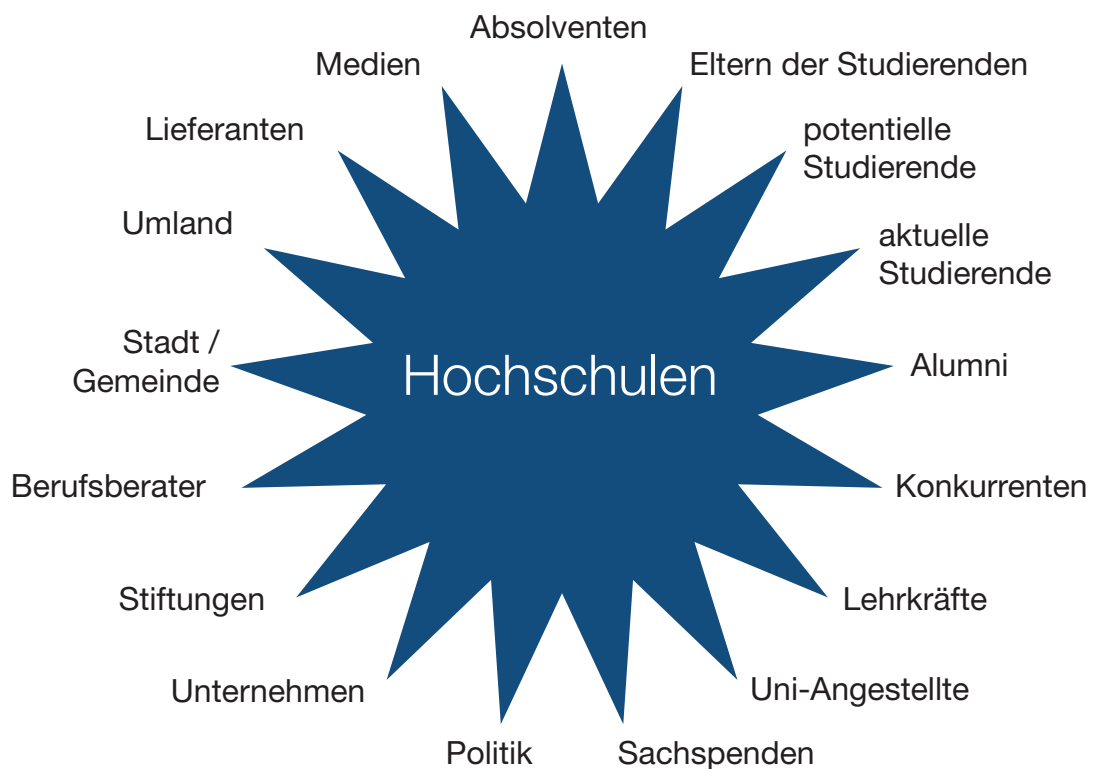 Absolventen
Medien
Eltern der Studierenden
Lieferanten
potentielle
Studierende
Umland
aktuelle
Studierende
Stadt /
Gemeinde
Hochschulen
Alumni
Berufsberater
Konkurrenten
Stiftungen
Lehrkräfte
Unternehmen
Uni-Angestellte
Politik
Sachspenden